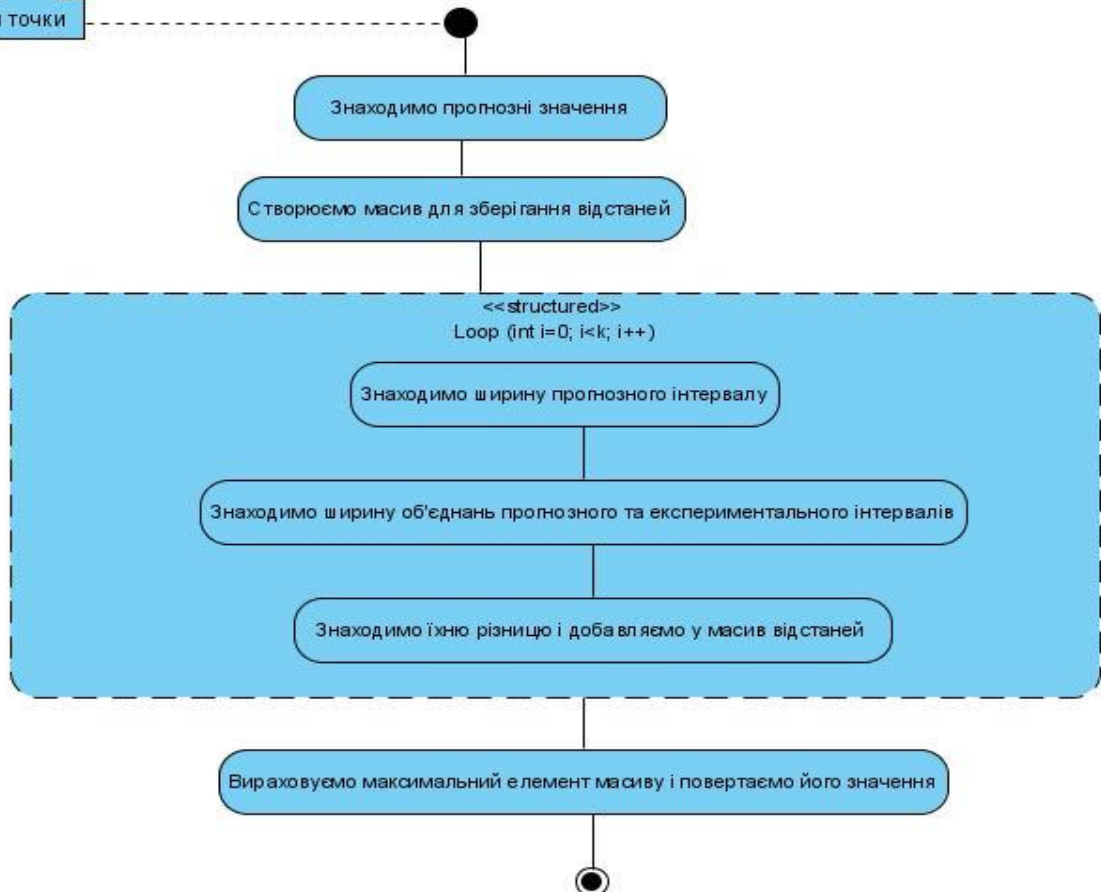 точки
Знаходимо прогнозні значення
Створюємо масив для зберігання відстаней
<<structured>>
Loop (int i=0; i<k; i++)
Знаходимо ширину прогнозного інтервалу
Знаходимо ширину об'єднань прогнозного та експериментального інтервалів
Знаходимо їхню різницю і добавляємо у масив відстаней
Вираховуємо максимальний елемент масиву і повертаємо його значення